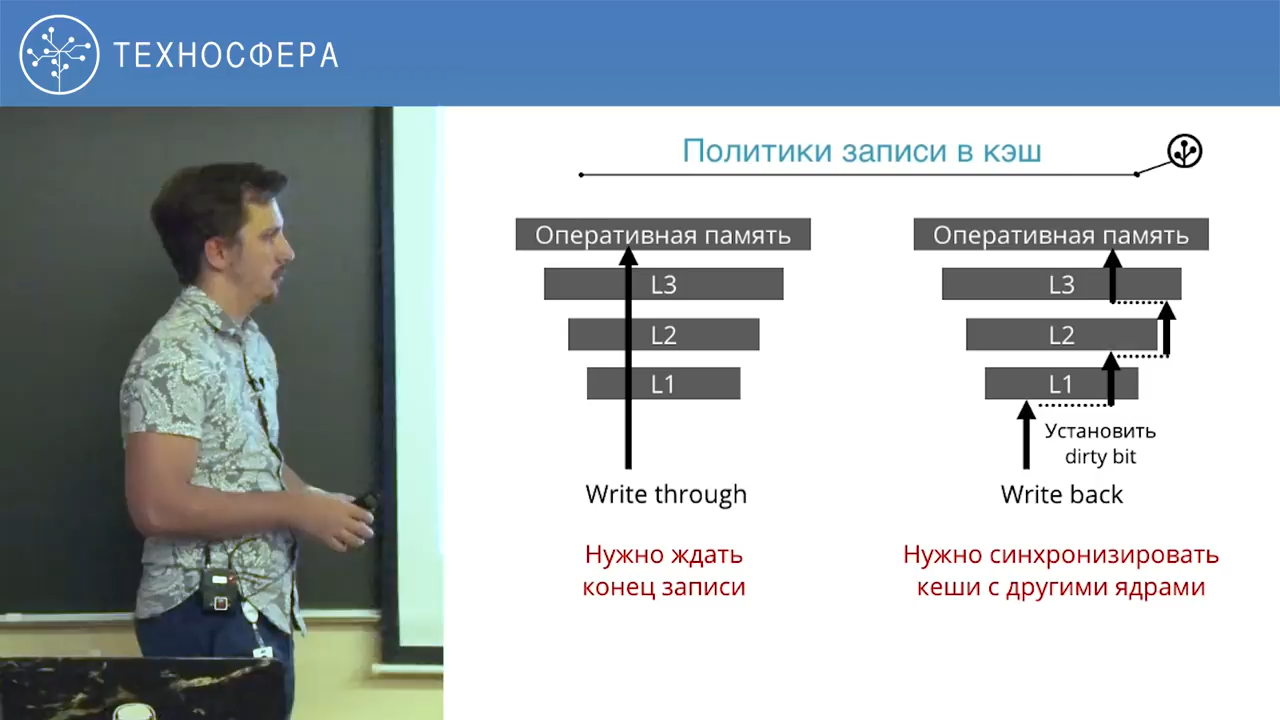 ТЕХНОСФЕРА
Политики записи в кэш
Оперативная память
L3
L2
L1
Write through
Нужно ждать
конец записи
Оперативная память
L3
L2
L1
Установить
dirty bit
Write back
Нужно синхронизировать
кеши с другими ядрами